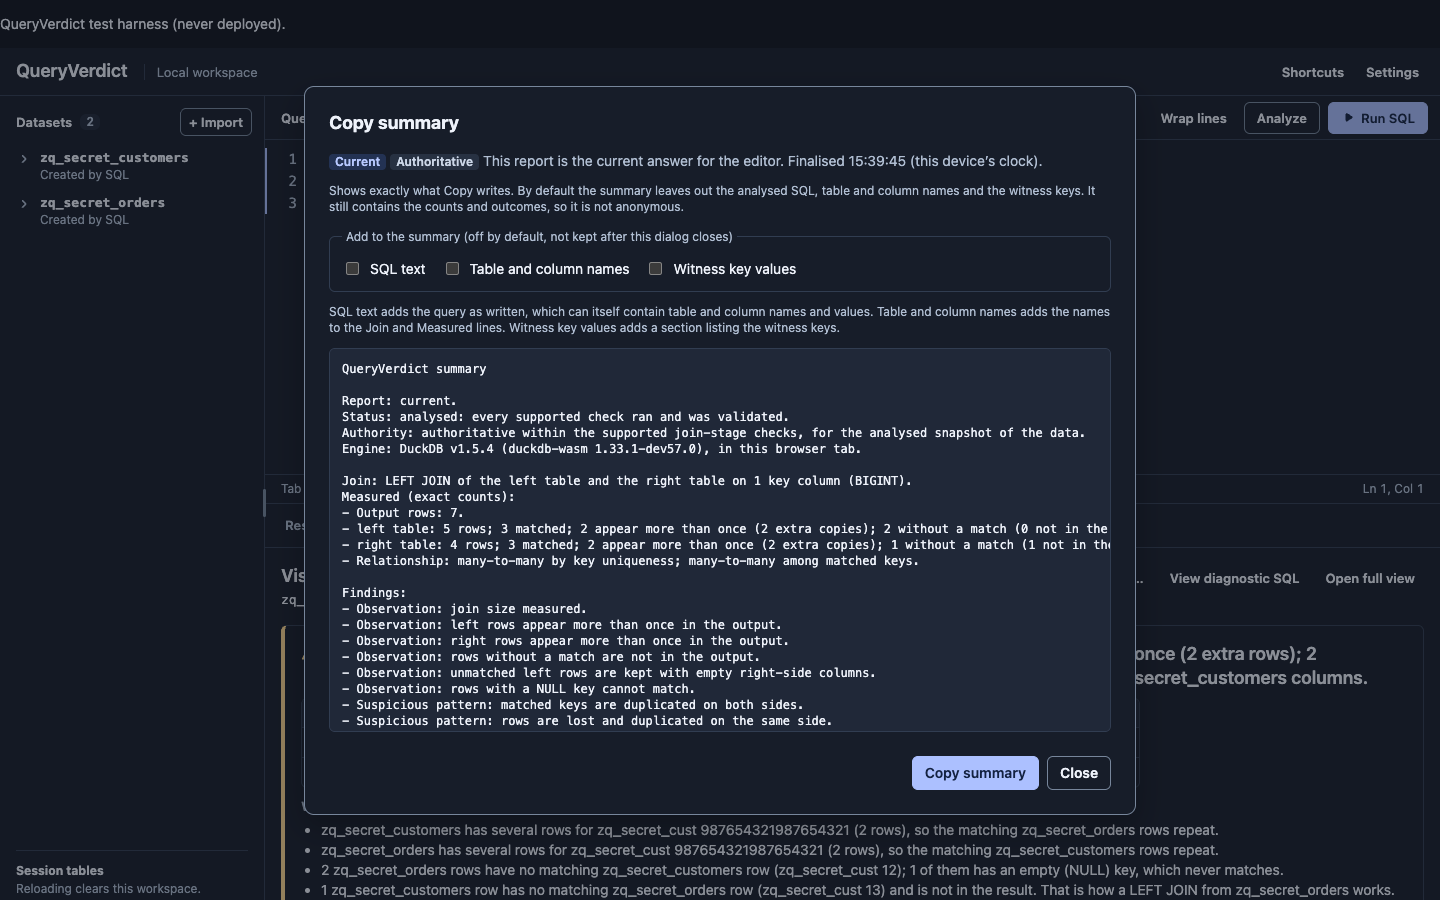 QueryVerdict test harness (never deployed).
QueryVerdict
Local workspace
Shortcuts
Settings
Datasets 2
+ Import
zq_secret_customers
Created by SQL
zq_secret_orders
Created by SQL
Session tables
Reloading clears this workspace.
Que
Wrap lines
Analyze
Run SQL
1
2
3
Tab
Ln 1, Col 1
Res
Vis
zq_
View diagnostic SQL
Open full view
once (2 extra rows); 2
secret_customers columns.
Copy summary
Current Authoritative This report is the current answer for the editor. Finalised 15:39:45 (this device's clock).
Shows exactly what Copy writes. By default the summary leaves out the analysed SQL, table and column names and the witness keys. It
still contains the counts and outcomes, so it is not anonymous.
Add to the summary (off by default, not kept after this dialog closes)
SQL text
Table and column names
Witness key values
SQL text adds the query as written, which can itself contain table and column names and values. Table and column names adds the names
to the Join and Measured lines. Witness key values adds a section listing the witness keys.
QueryVerdict summary
Report: current.
Status: analysed: every supported check ran and was validated.
Authority: authoritative within the supported join-stage checks, for the analysed snapshot of the data.
Engine: DuckDB v1.5.4 (duckdb-wasm 1.33.1-dev57.0), in this browser tab.
Join: LEFT JOIN of the left table and the right table on 1 key column (BIGINT).
Measured (exact counts):
- Output rows: 7.
- left table: 5 rows; 3 matched; 2 appear more than once (2 extra copies); 2 without a match (0 not in the
- right table: 4 rows; 3 matched; 2 appear more than once (2 extra copies); 1 without a match (1 not in the
- Relationship: many-to-many by key uniqueness; many-to-many among matched keys.
Findings:
- Observation: join size measured.
- Observation: left rows appear more than once in the output.
- Observation: right rows appear more than once in the output.
- Observation: rows without a match are not in the output.
- Observation: unmatched left rows are kept with empty right-side columns.
- Observation: rows with a NULL key cannot match.
- Suspicious pattern: matched keys are duplicated on both sides.
- Suspicious pattern: rows are lost and duplicated on the same side.
Copy summary
Close
• zq_secret_customers has several rows for zq_secret_cust 987654321987654321 (2 rows), so the matching zq_secret_orders rows repeat.
• zq_secret_orders has several rows for zq_secret_cust 987654321987654321 (2 rows), so the matching zq_secret_customers rows repeat.
• 2 zq_secret_orders rows have no matching zq_secret_customers row (zq_secret_cust 12); 1 of them has an empty (NULL) key, which never matches.
• 1 zq_secret_customers row has no matching zq_secret_orders row (zq_secret_cust 13) and is not in the result. That is how a LEFT JOIN from zq_secret_orders works.